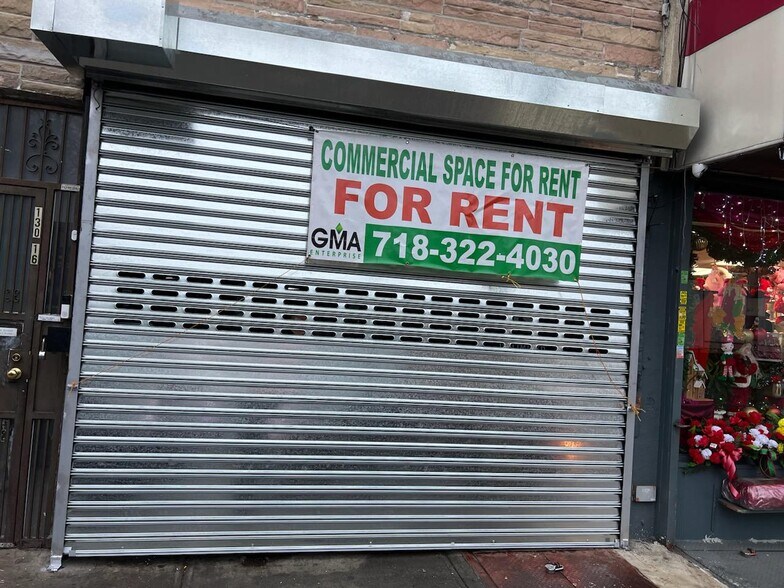 COMMERCIAL SPACE FOR RENT
FOR RENT
GMA
ENTERPRISE
718-322-4030
130 16